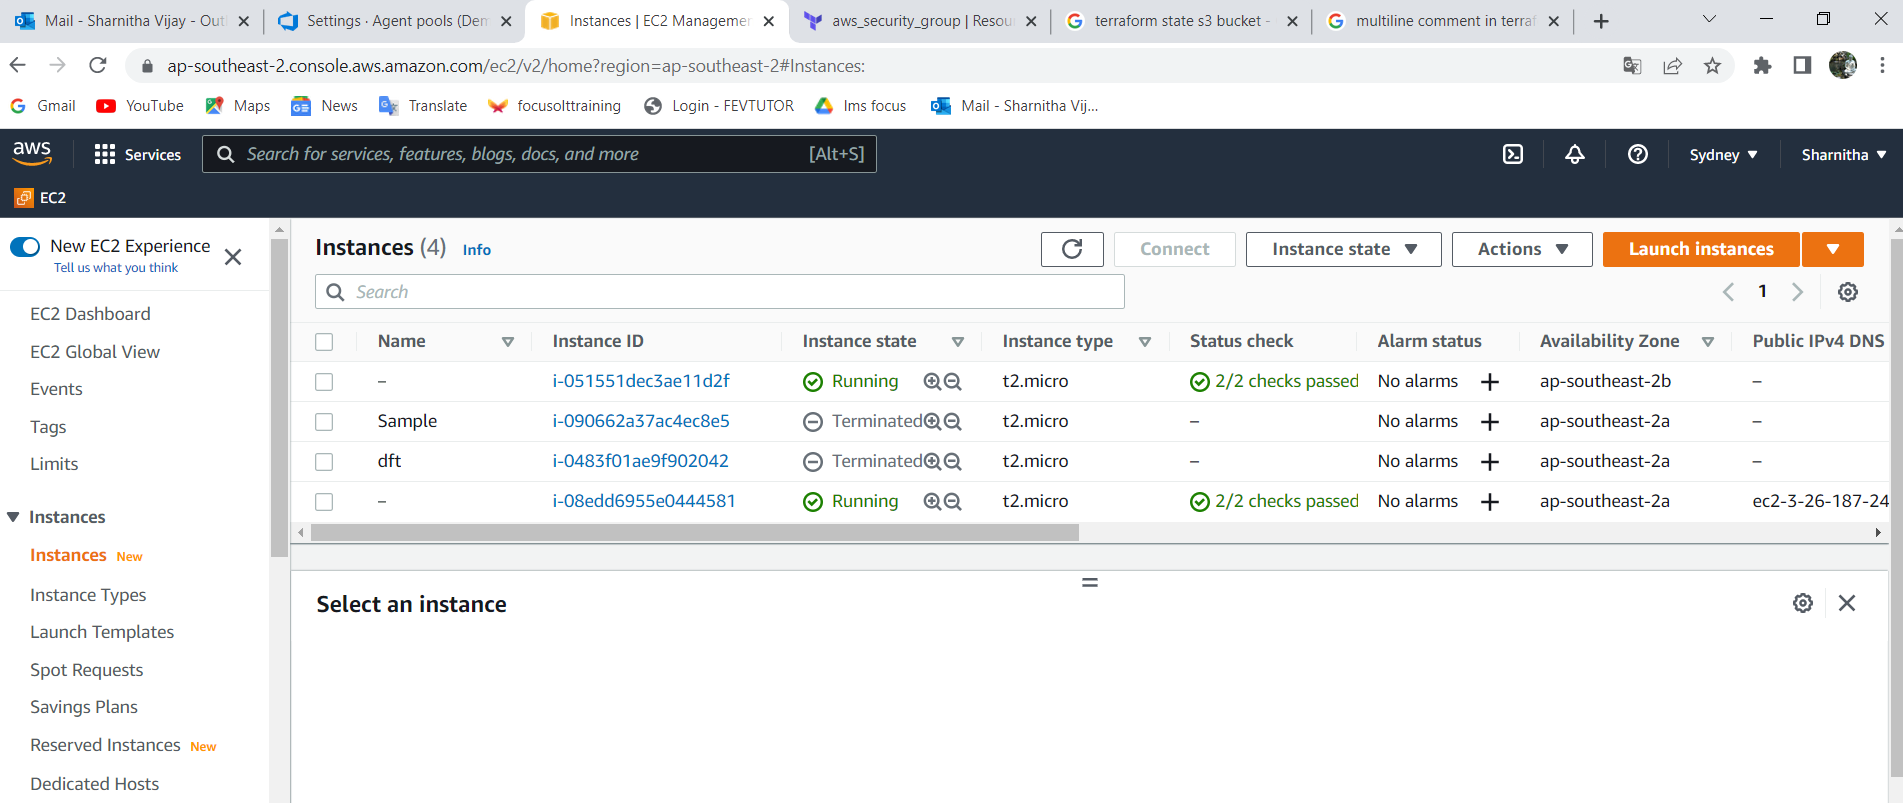 Mail - Sharnitha Vijay - Outl
Settings · Agent pools (Dem
Instances | EC2 Managemen
aws_security_group | Resou
terraform state s3 bucket -
multiline comment in terraf
ap-southeast-2.console.aws.amazon.com/ec2/v2/home?region=ap-southeast-2#Instances:
Gmail YouTube Maps News Translate focusolttraining Login - FEVTUTOR lms focus Mail - Sharnitha Vij...
aws Services Search for services, features, blogs, docs, and more [Alt+S] Sydney Sharnitha
EC2
New EC2 Experience
Tell us what you think
EC2 Dashboard
EC2 Global View
Events
Tags
Limits
Instances
Instances New
Instance Types
Launch Templates
Spot Requests
Savings Plans
Reserved Instances New
Dedicated Hosts
Instances (4) Info
Connect Instance state Actions Launch instances
Search
1
Name Instance ID Instance state Instance type Status check Alarm status Availability Zone Public IPv4 DNS
– i-051551dec3ae11d2f Running t2.micro 2/2 checks passed No alarms + ap-southeast-2b –
Sample i-090662a37ac4ec8e5 Terminated t2.micro – No alarms + ap-southeast-2a –
dft i-0483f01ae9f902042 Terminated t2.micro – No alarms + ap-southeast-2a –
– i-08edd6955e0444581 Running t2.micro 2/2 checks passed No alarms + ap-southeast-2a ec2-3-26-187-24
Select an instance